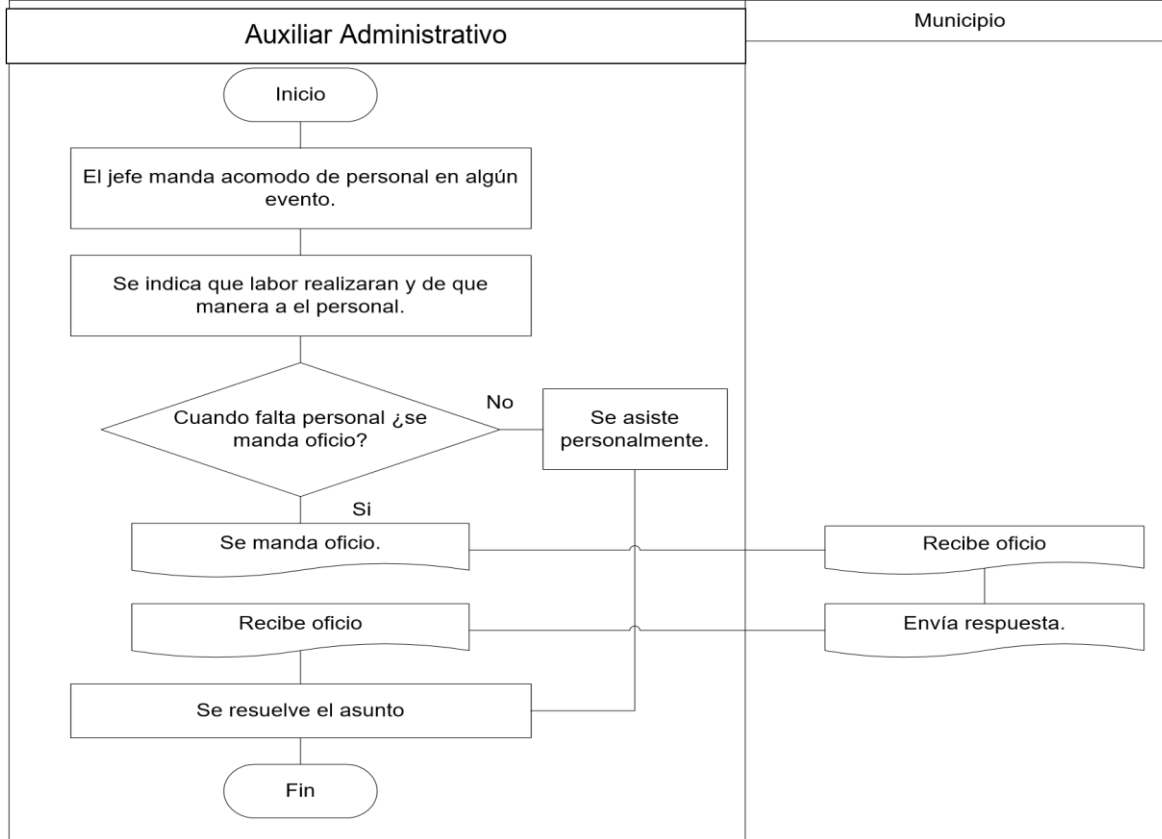 Auxiliar Administrativo
Municipio
Inicio
El jefe manda acomodo de personal en algún
evento.
Se indica que labor realizaran y de que
manera a el personal.
Cuando falta personal ¿se
manda oficio?
No
Se asiste
personalmente.
Si
Se manda oficio.
Recibe oficio
Recibe oficio
Envía respuesta.
Se resuelve el asunto
Fin